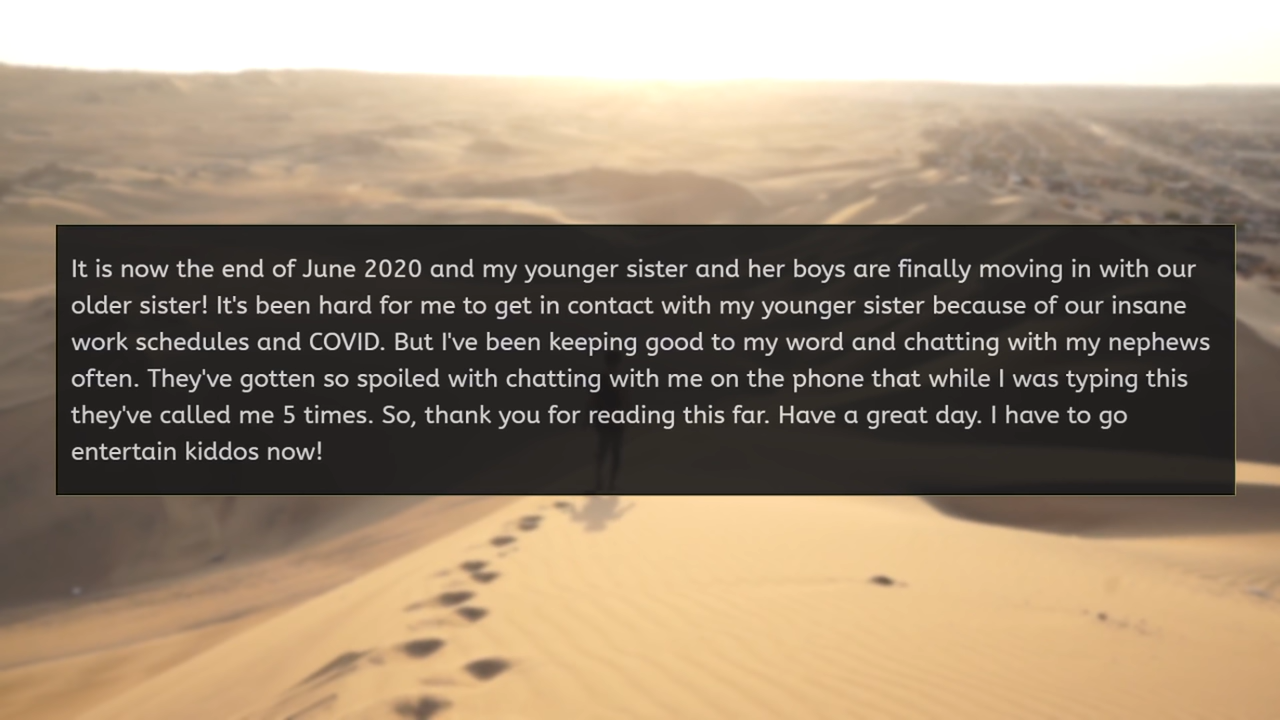 It is now the end of June 2020 and my younger sister and her boys are finally moving in with our
older sister! It's been hard for me to get in contact with my younger sister because of our insane
work schedules and COVID. But I've been keeping good to my word and chatting with my nephews
often. They've gotten so spoiled with chatting with me on the phone that while I was typing this
they've called me 5 times. So, thank you for reading this far. Have a great day. I have to go
entertain kiddos now!